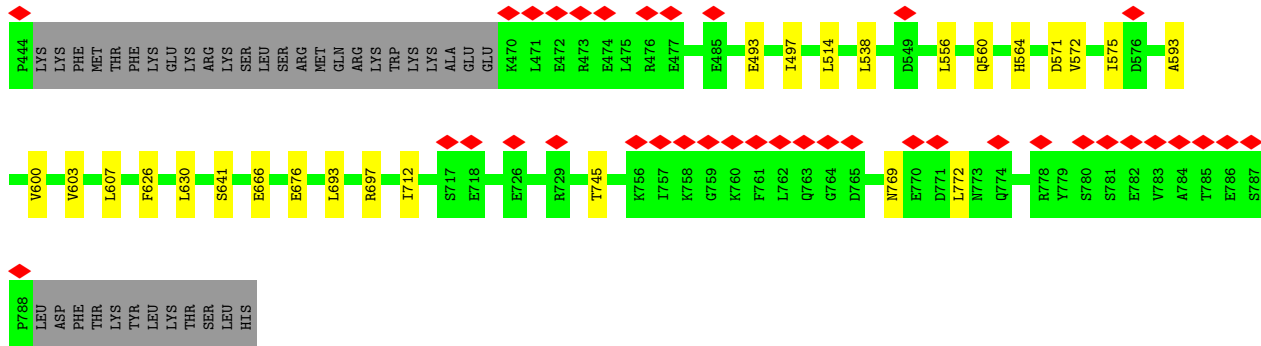 P444 LYS LYS PHE MET THR PHE LYS GLU LYS ARG LYS SER LEU SER ARG MET GLN ARG LYS TRP LYS LYS ALA GLU GLU K470 L471 E472 R473 E474 L475 R476 E477 E485 E493 I497 L514 L538 D549 L556 Q560 H564 D571 V572 I575 D576 A593
V600 V603 L607 F626 L630 S641 E666 E676 L693 R697 I712 S717 E718 E726 R729 T745 K756 I757 K758 G759 K760 F761 L762 Q763 G764 D765 N769 E770 D771 L772 N773 Q774 R778 Y779 S780 S781 E782 V783 A784 T785 E786 S787
P788 LEU ASP PHE THR LYS TYR LEU LYS THR SER LEU HIS